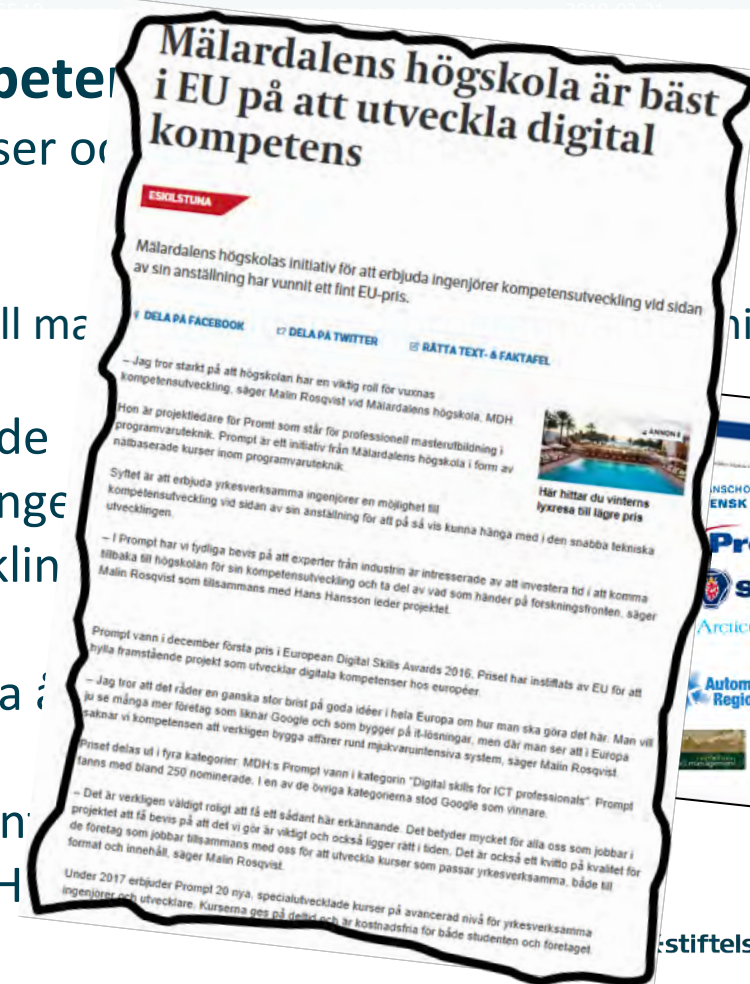 Mälardalens högskola är bäst
i EU på att utveckla digital
kompetens
ESKILSTUNA
Mälardalens högskolas initiativ för att erbjuda ingenjörer kompetensutveckling vid sidan
av sin anställning har vunnit ett fint EU-pris.
DELA PÅ FACEBOOK
DELA PÅ TWITTER
RÄTTA TEXT- & FAKTAFEL
– Jag tror starkt på att högskolan har en viktig roll för vuxnas
kompetensutveckling, säger Malin Rosqvist vid Mälardalens högskola, MDH
Hon är projektledare för Promt som står för professionell masterutbildning i
programvaruteknik. Prompt är ett initiativ från Mälardalens högskola i form av
nätbaserade kurser inom programvaruteknik.
Syftet är att erbjuda yrkesverksamma ingenjörer en möjlighet till
kompetensutveckling vid sidan av sin anställning för att på så vis kunna hänga med i den snabba tekniska
utvecklingen.
ANNONS
Här hittar du vinterns
lyxresa till lägre pris
– I Prompt har vi tydliga bevis på att experter från industrin är intresserade av att investera tid i att komma
tillbaka till högskolan för sin kompetensutveckling och ta del av vad som händer på forskningsfronten, säger
Malin Rosqvist som tillsammans med Hans Hansson leder projektet.
Prompt vann i december första pris i European Digital Skills Awards 2016. Priset har instiftats av EU för att
hylla framstående projekt som utvecklar digitala kompetenser hos européer.
– Jag tror att det råder en ganska stor brist på goda idéer i hela Europa om hur man ska göra det här. Man vill
ju se många mer företag som liknar Google och som bygger på it-lösningar, men där man ser att i Europa
saknar vi kompetensen att verkligen bygga affärer runt mjukvaruintensiva system, säger Malin Rosqvist.
Priset delas ut i fyra kategorier. MDH:s Prompt vann i kategorin "Digital skills for ICT professionals". Prompt
fanns med bland 250 nominerade. I en av de övriga kategorierna stod Google som vinnare.
– Det är verkligen väldigt roligt att få ett sådant här erkännande. Det betyder mycket för alla oss som jobbar i
projektet att få bevis på att det vi gör är viktigt och också ligger rätt i tiden. Det är också ett kvitto på kvalitet för
de företag som jobbar tillsammans med oss för att utveckla kurser som passar yrkesverksamma, både till
format och innehåll, säger Malin Rosqvist.
Under 2017 erbjuder Prompt 20 nya, specialutvecklade kurser på avancerad nivå för yrkesverksamma
ingenjörer och utvecklare. Kurserna ges på deltid och är kostnadsfria för både studenten och företaget.